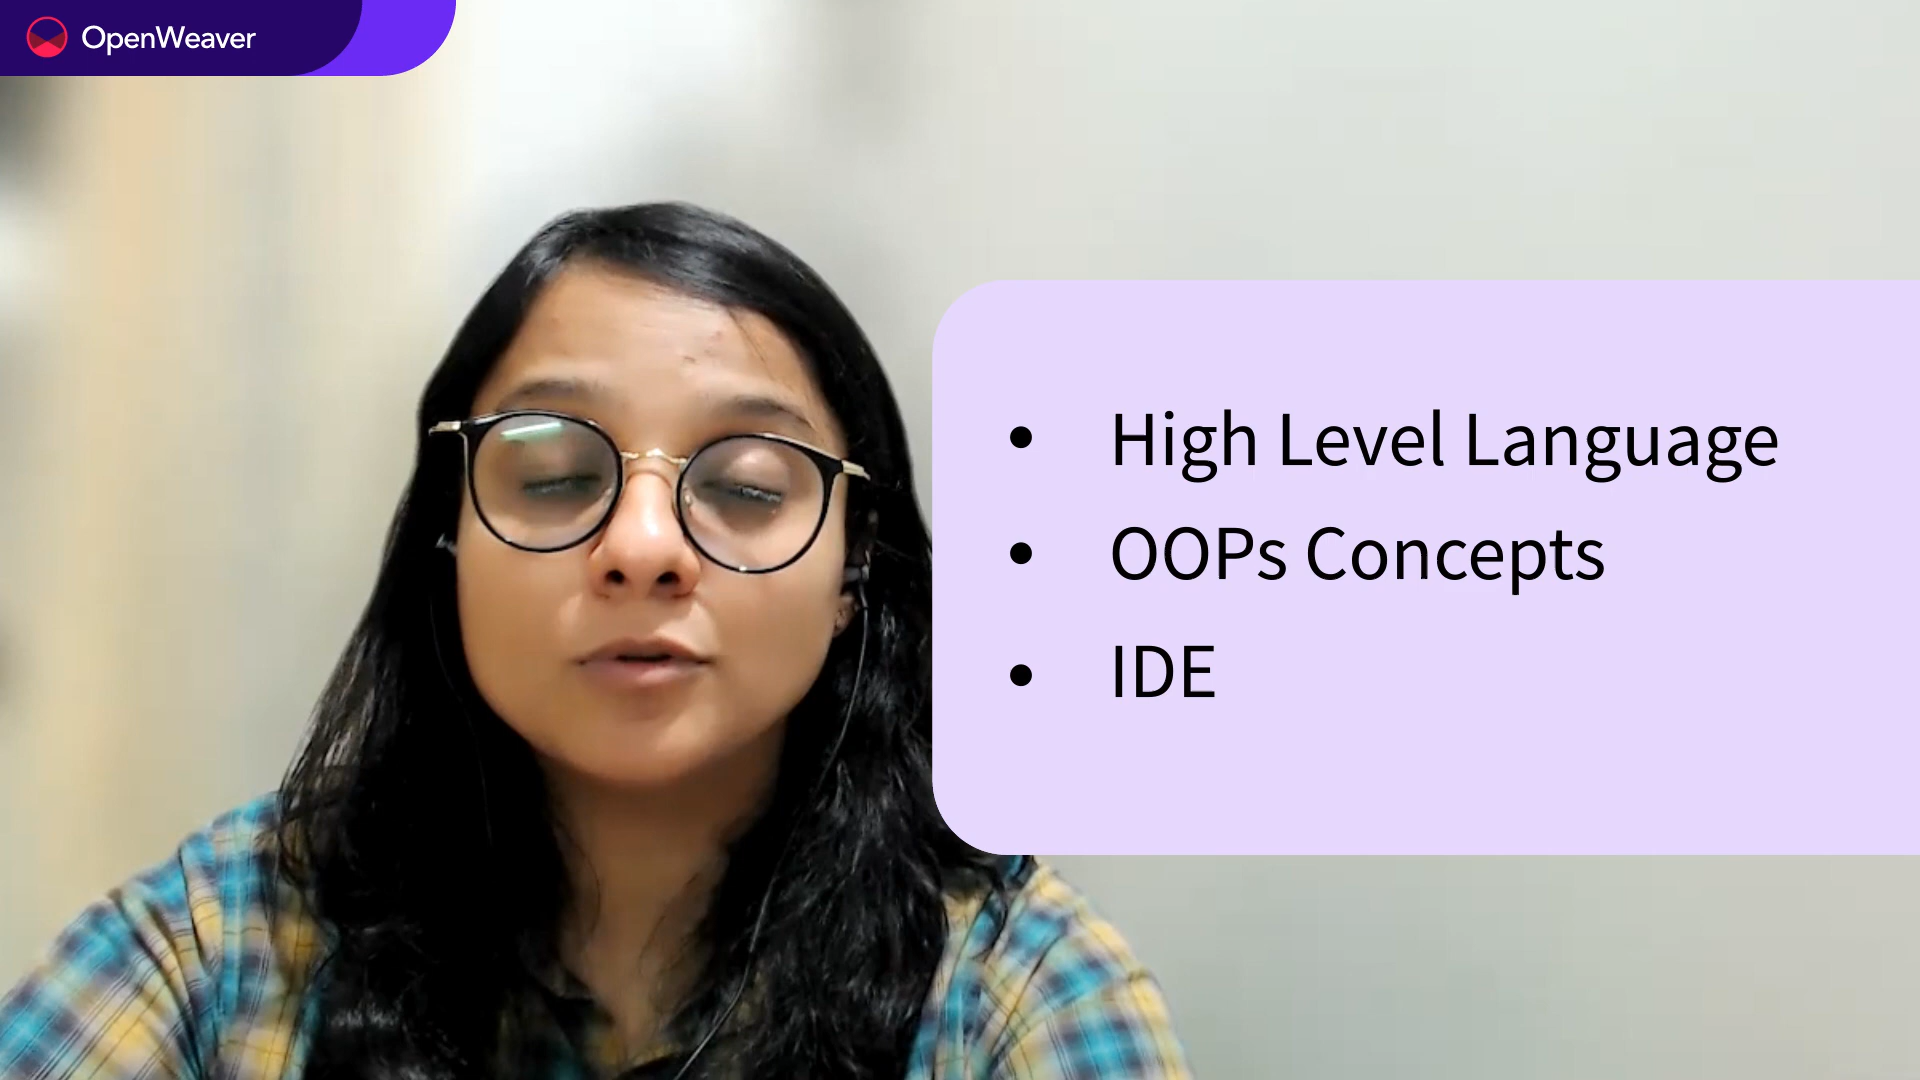 OpenWeaver
• High Level Language
• OOPs Concepts
• IDE